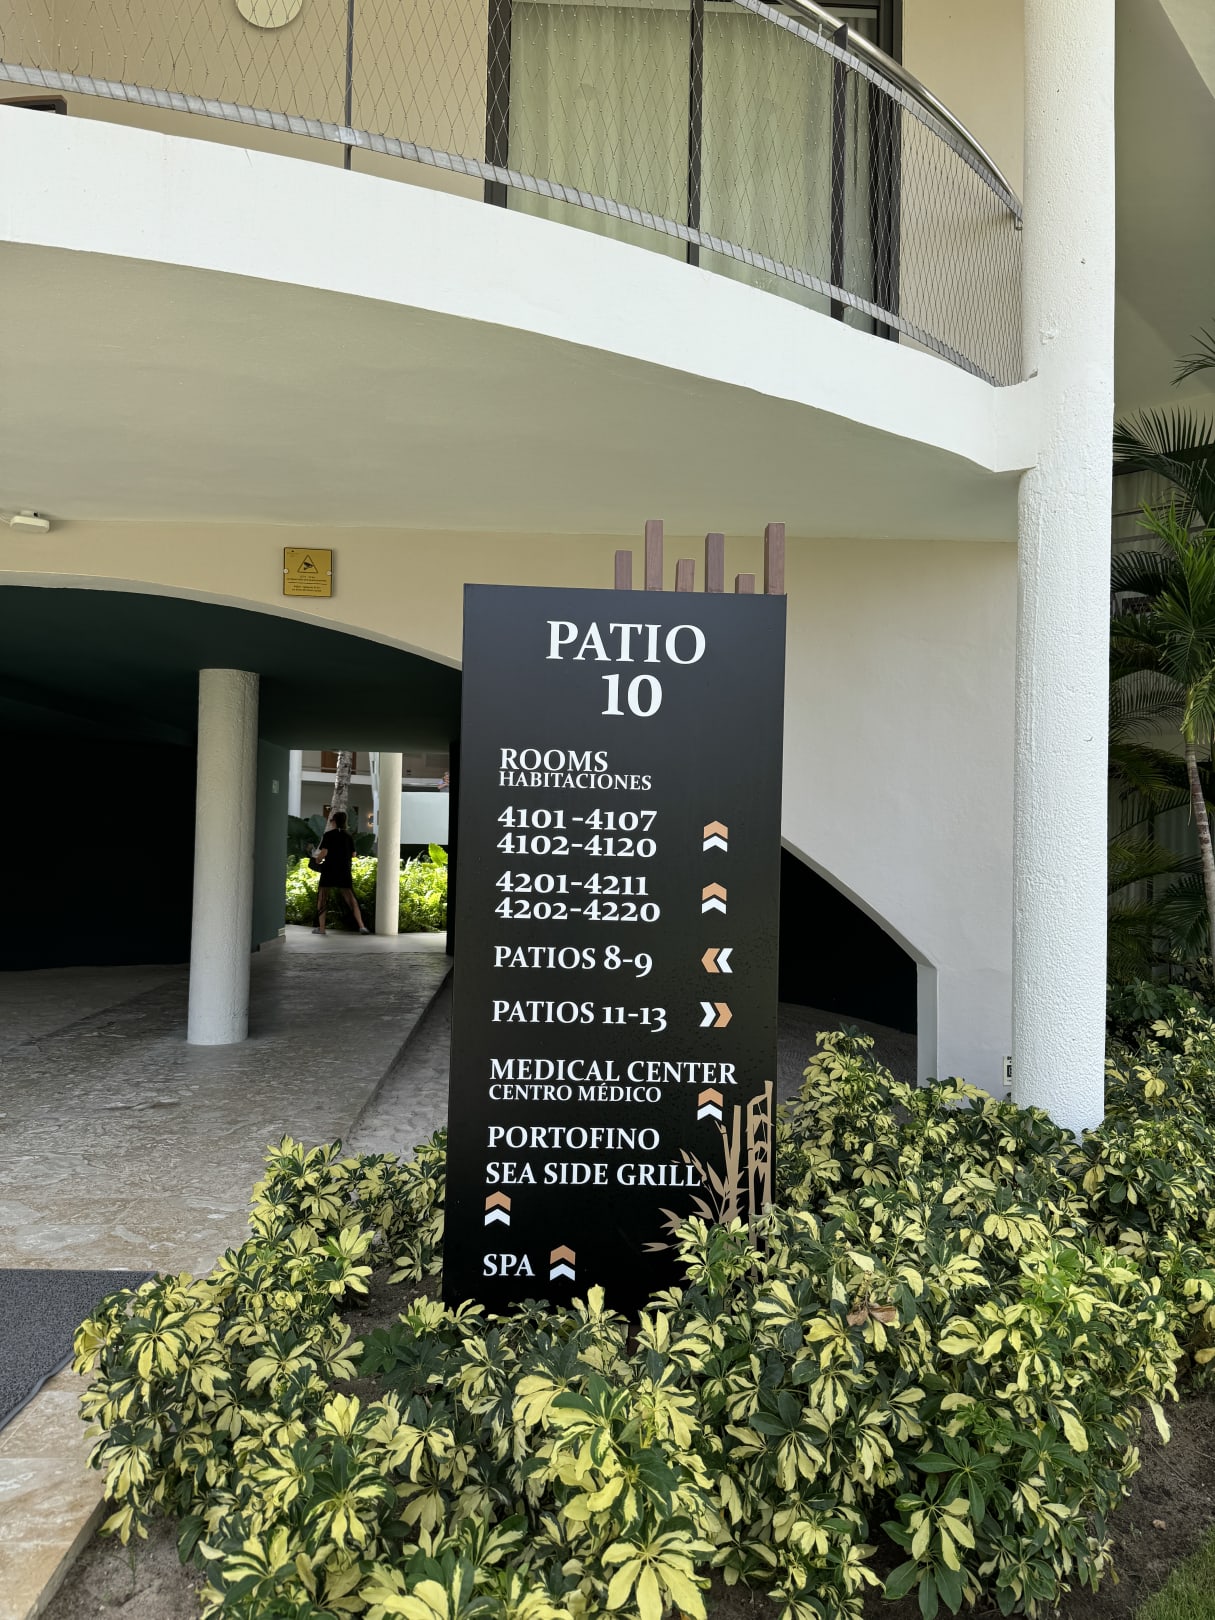 PATIO
10
ROOMS
HABITACIONES
4101-4107
4102-4120
4201-4211
4202-4220
PATIOS 8-9
PATIOS 11-13
MEDICAL CENTER
CENTRO MÉDICO
PORTOFINO
SEA SIDE GRILL
SPA